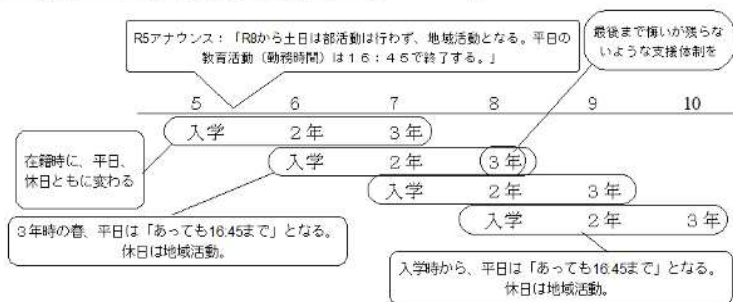 R5アナウンス:「R8から土日は部活動は行わず、地域活動となる。平日の
教育活動(勤務時間)は16:45で終了する。」
最後まで悔いが残らな
いような支援体制を
5 6 7 8 9 10
入学 2年 3年
在籍時に、平日、
休日ともに変わる
入学 2年 3年
入学 2年 3年
3年時の春、平日は「あっても16:45まで」となる。
休日は地域活動。
入学 2年 3年
入学時から、平日は「あっても16:45まで」となる。
休日は地域活動。